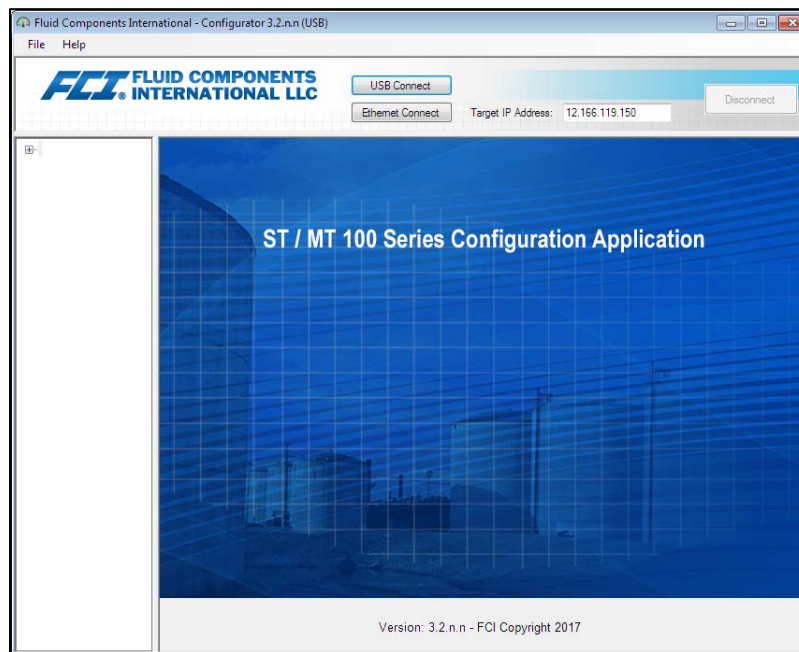 Fluid Components International - Configurator 3.2.n.n (USB)
File Help
FCI. FLUID COMPONENTS
® INTERNATIONAL LLC
USB Connect
Ethernet Connect Target IP Address: 12.166.119.150 Disconnect
ST / MT 100 Series Configuration Application
Version: 3.2.n.n - FCI Copyright 2017